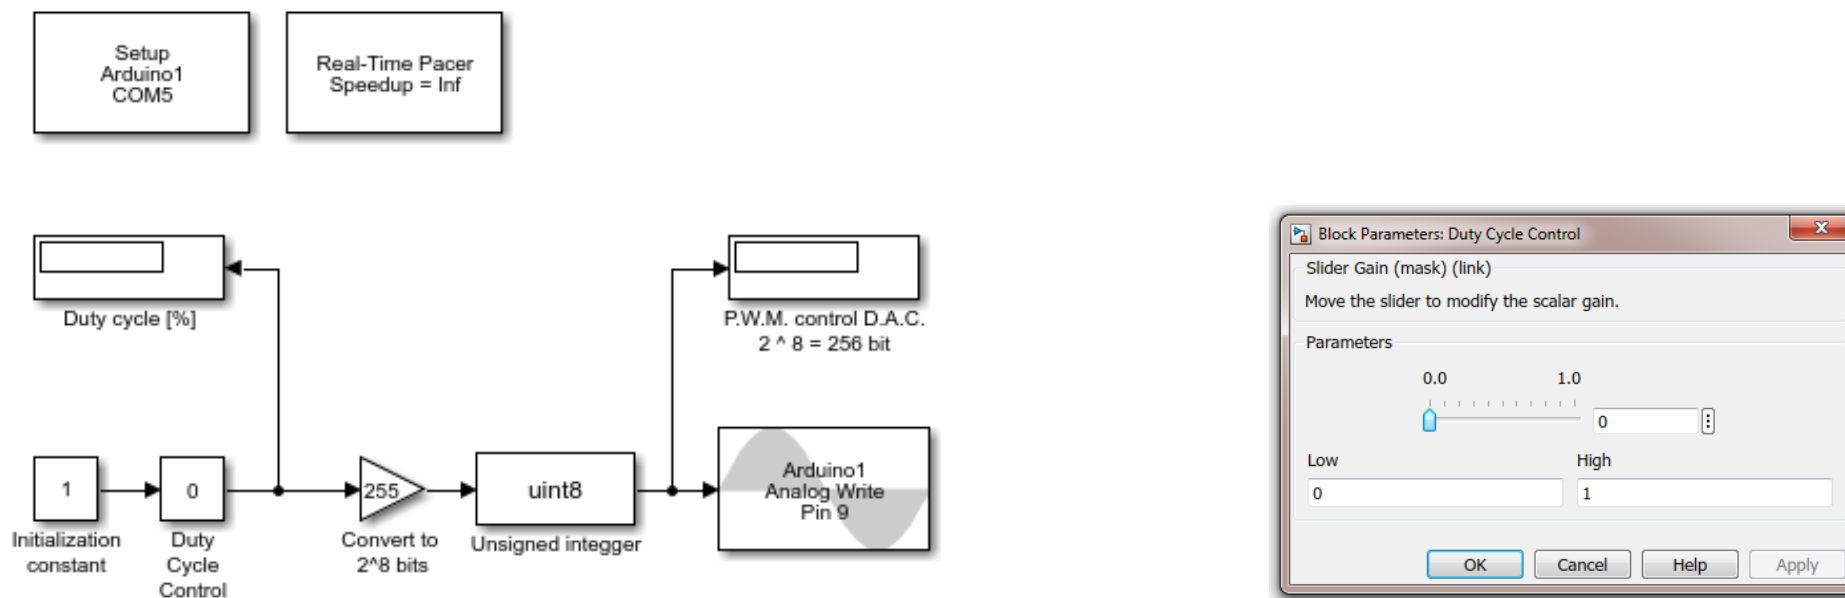 Setup
Arduino1
COM5
Real-Time Pacer
Speedup = Inf
Duty cycle [%]
P.W.M. control D.A.C.
2 ^ 8 = 256 bit
1
Initialization
constant
0
Duty
Cycle
Control
255
Convert to
2^8 bits
uint8
Unsigned integger
Arduino1
Analog Write
Pin 9
Block Parameters: Duty Cycle Control
Slider Gain (mask) (link)
Move the slider to modify the scalar gain.
Parameters
0.0 1.0
0
Low High
0 1
OK Cancel Help Apply